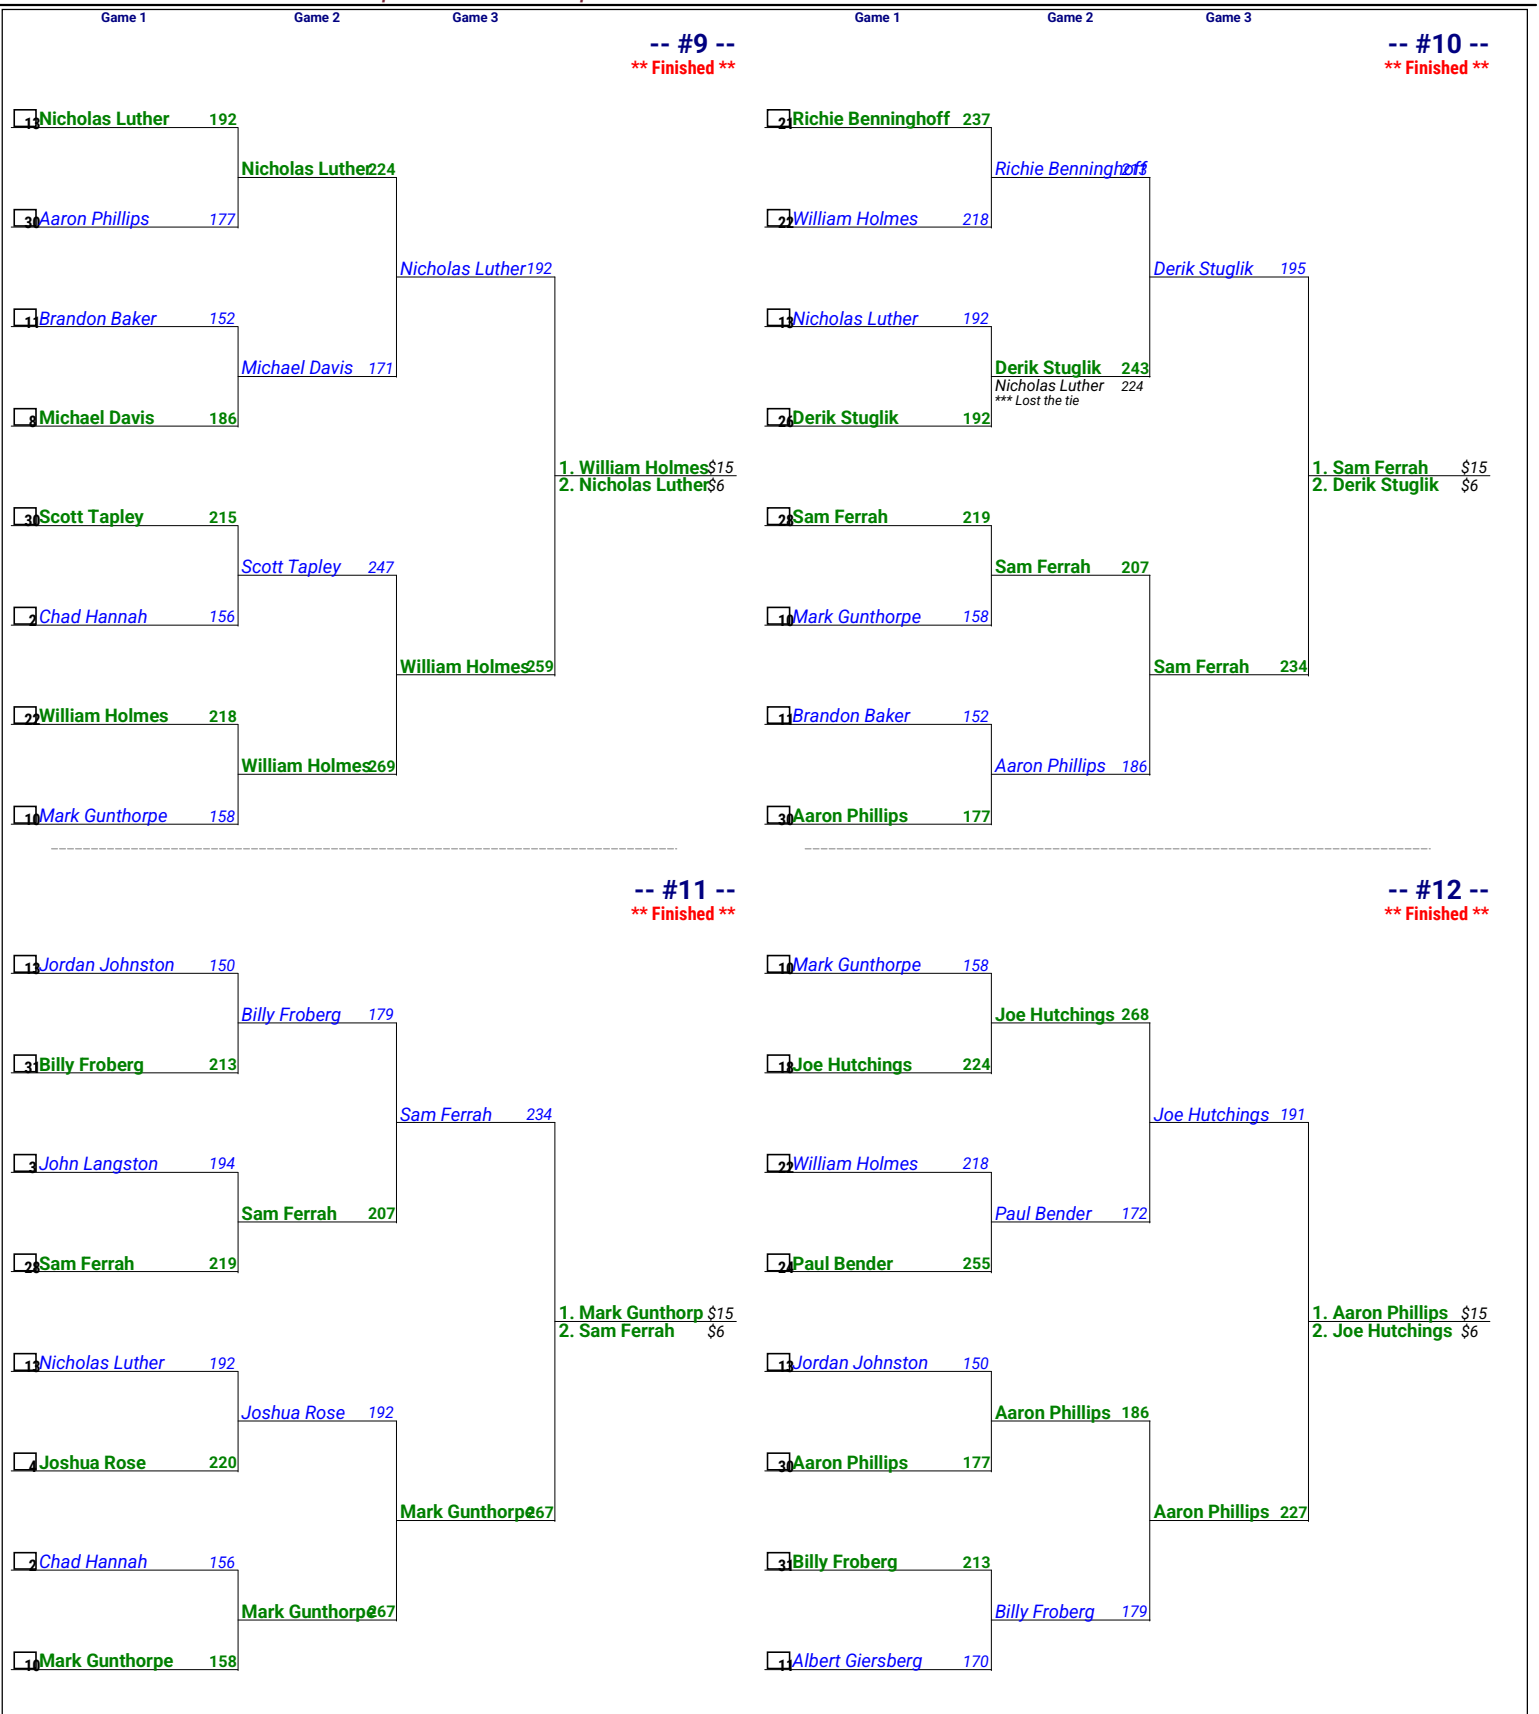 Game 1 Game 2 Game 3
-- #9 --
** Finished **
13 Nicholas Luther 192
Nicholas Luther 224
30 Aaron Phillips 177
Nicholas Luther 192
11 Brandon Baker 152
Michael Davis 171
8 Michael Davis 186
1. William Holmes $15
2. Nicholas Luther $6
30 Scott Tapley 215
Scott Tapley 247
2 Chad Hannah 156
William Holmes 259
22 William Holmes 218
William Holmes 269
10 Mark Gunthorpe 158
Game 1 Game 2 Game 3
-- #10 --
** Finished **
21 Richie Benninghoff 237
Richie Benninghoff 213
22 William Holmes 218
Derik Stuglik 195
13 Nicholas Luther 192
Derik Stuglik 243
Nicholas Luther 224
*** Lost the tie
26 Derik Stuglik 192
1. Sam Ferrah $15
2. Derik Stuglik $6
28 Sam Ferrah 219
Sam Ferrah 207
10 Mark Gunthorpe 158
Sam Ferrah 234
11 Brandon Baker 152
Aaron Phillips 186
30 Aaron Phillips 177
-- #11 --
** Finished **
13 Jordan Johnston 150
Billy Froberg 179
31 Billy Froberg 213
Sam Ferrah 234
3 John Langston 194
Sam Ferrah 207
28 Sam Ferrah 219
1. Mark Gunthorp $15
2. Sam Ferrah $6
13 Nicholas Luther 192
Joshua Rose 192
4 Joshua Rose 220
Mark Gunthorpe 267
2 Chad Hannah 156
Mark Gunthorpe 267
10 Mark Gunthorpe 158
-- #12 --
** Finished **
10 Mark Gunthorpe 158
Joe Hutchings 268
18 Joe Hutchings 224
Joe Hutchings 191
22 William Holmes 218
Paul Bender 172
24 Paul Bender 255
1. Aaron Phillips $15
2. Joe Hutchings $6
13 Jordan Johnston 150
Aaron Phillips 186
30 Aaron Phillips 177
Aaron Phillips 227
31 Billy Froberg 213
Billy Froberg 179
11 Albert Giersberg 170